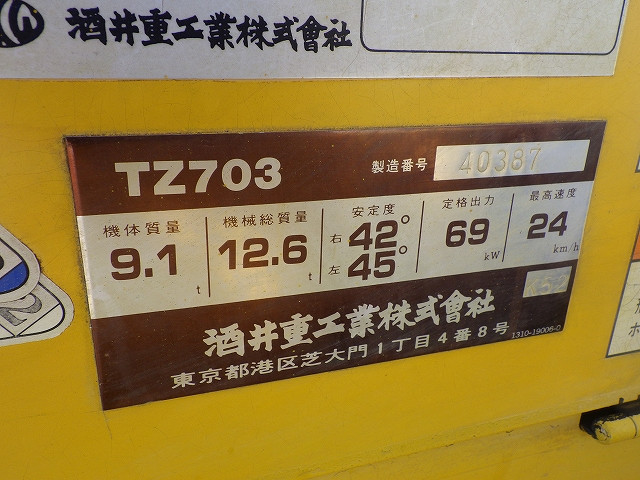 酒井重工業株式會社
TZ703
製造番号 40387
機体質量 9.1 t
機械総質量 12.6 t
安定度 右 42° 左 45°
定格出力 69 kW
最高速度 24 km/h
酒井重工業株式會社
東京都港区芝大門1丁目4番8号
1310-19006-0